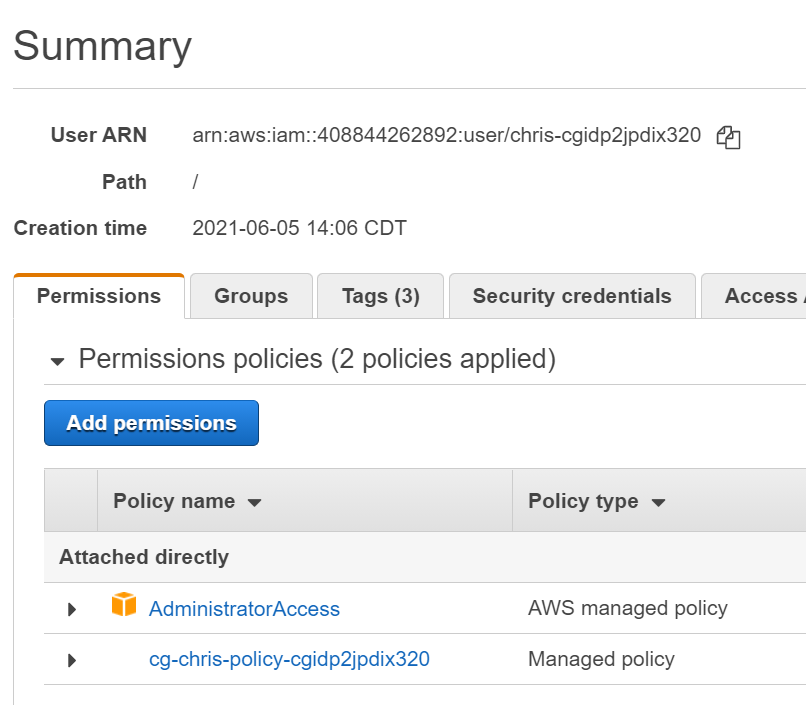 Summary
User ARN arn:aws:iam::408844262892:user/chris-cgidp2jpdix320
Path /
Creation time 2021-06-05 14:06 CDT
Permissions Groups Tags (3) Security credentials Access
Permissions policies (2 policies applied)
Add permissions
Policy name Policy type
Attached directly
AdministratorAccess AWS managed policy
cg-chris-policy-cgidp2jpdix320 Managed policy